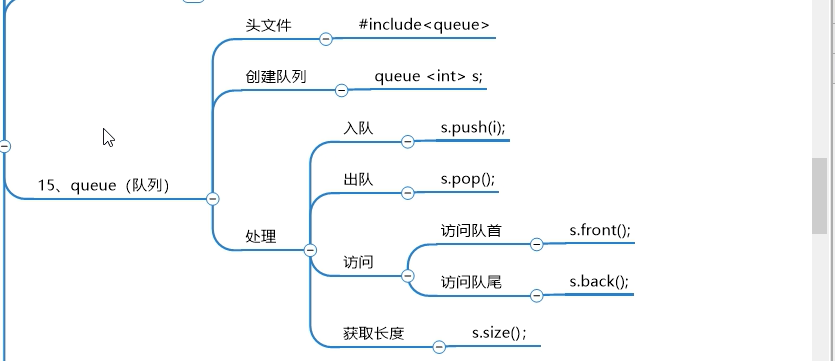 头文件
#include<queue>
创建队列
queue <int> s;
入队
s.push(i);
15、queue（队列）
出队
s.pop();
处理
访问
访问队首
s.front();
访问队尾
s.back();
获取长度
s.size();